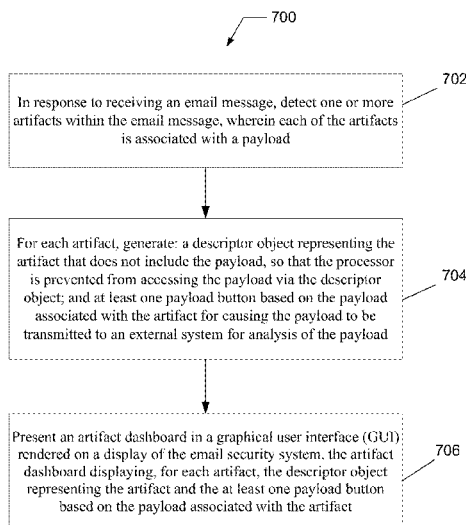 700
702
In response to receiving an email message, detect one or more
artifacts within the email message, wherein each of the artifacts
is associated with a payload
For each artifact, generate: a descriptor object representing the
artifact that does not include the payload, so that the processor
is prevented from accessing the payload via the descriptor
object; and at least one payload button based on the payload
associated with the artifact for causing the payload to be
transmitted to an external system for analysis of the payload
704
Present an artifact dashboard in a graphical user interface (GUI)
rendered on a display of the email security system, the artifact
dashboard displaying, for each artifact, the descriptor object
representing the artifact and the at least one payload button
based on the payload associated with the artifact
706